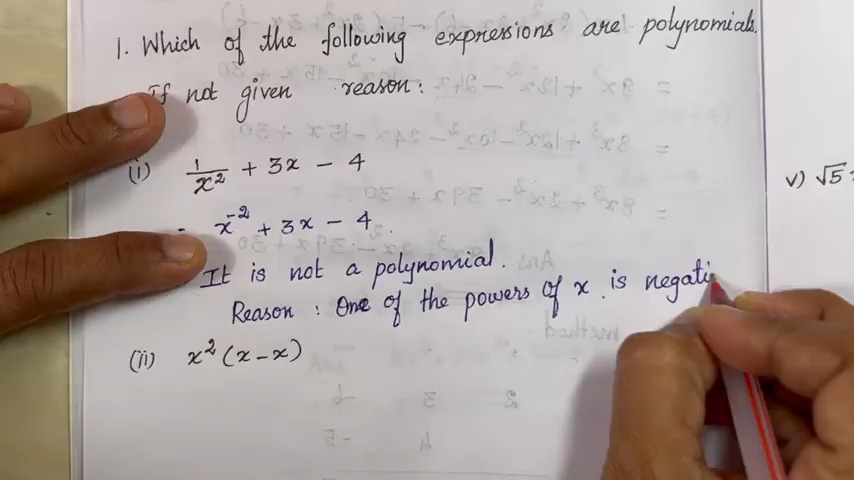 1. Which of the following expressions are polynomials.
If not given reason:
(i) 1/x² + 3x - 4
x⁻² + 3x - 4.
It is not a polynomial.
Reason : One of the powers of x is negati
(ii) x² (x - x)
v) √5